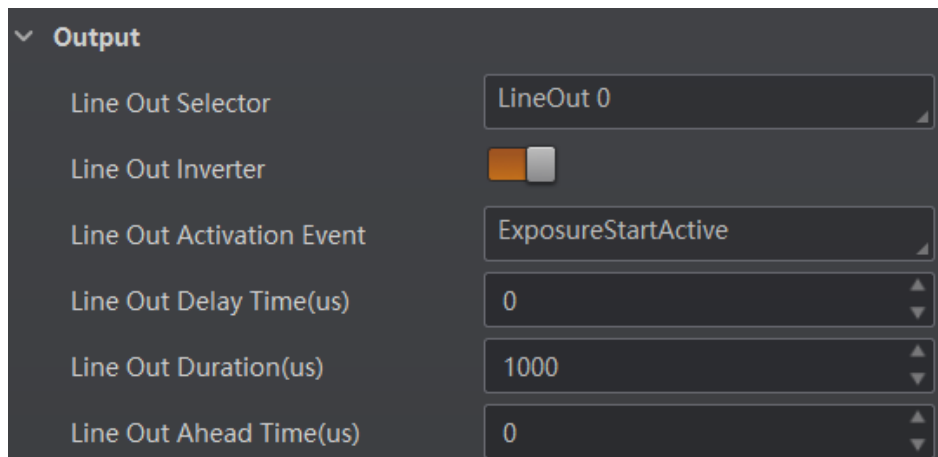 Output
Line Out Selector LineOut 0
Line Out Inverter
Line Out Activation Event ExposureStartActive
Line Out Delay Time(us) 0
Line Out Duration(us) 1000
Line Out Ahead Time(us) 0